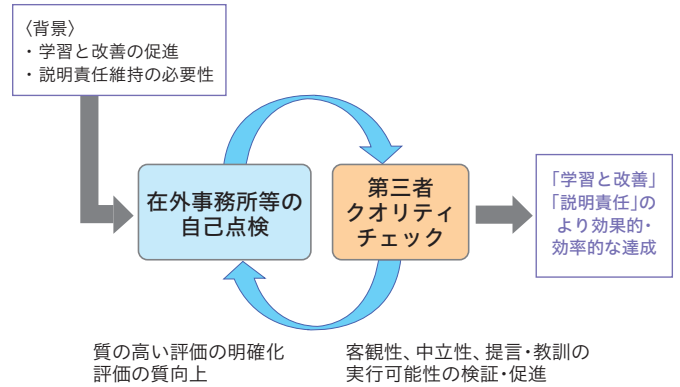 〈背景〉
・学習と改善の促進
・説明責任維持の必要性
在外事務所等の
自己点検
第三者
クオリティ
チェック
「学習と改善」
「説明責任」の
より効果的・
効率的な達成
質の高い評価の明確化
評価の質向上
客観性、中立性、提言・教訓の
実行可能性の検証・促進